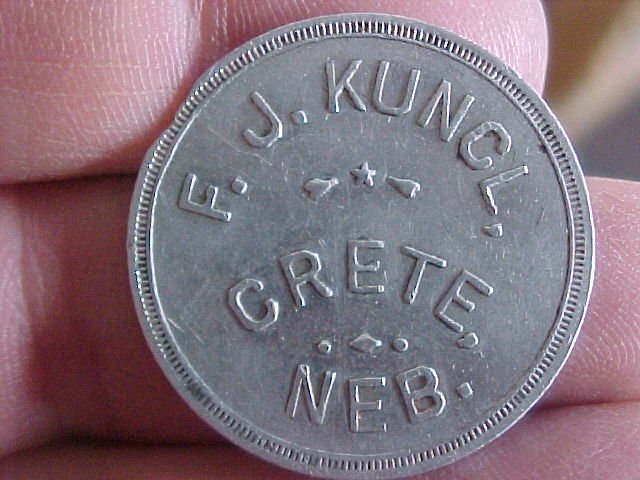 F. J. KUNCL,
CRETE,
NEB.